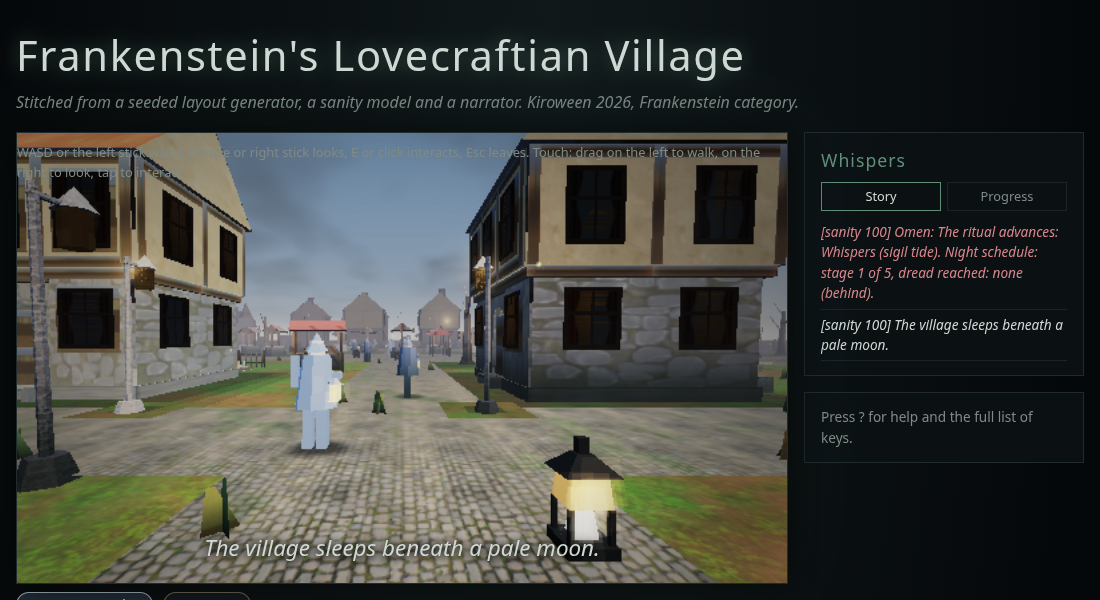 Frankenstein's Lovecraftian Village
Stitched from a seeded layout generator, a sanity model and a narrator. Kiroween 2026, Frankenstein category.
WASD or the left stick e or right stick looks, E or click interacts, Esc leaves. Touch: drag on the left to walk, on the
right to look, tap to interac
The village sleeps beneath a pale moon.
Whispers
Story
Progress
[sanity 100] Omen: The ritual advances:
Whispers (sigil tide). Night schedule:
stage 1 of 5, dread reached: none
(behind).
[sanity 100] The village sleeps beneath a
pale moon.
Press ? for help and the full list of
keys.